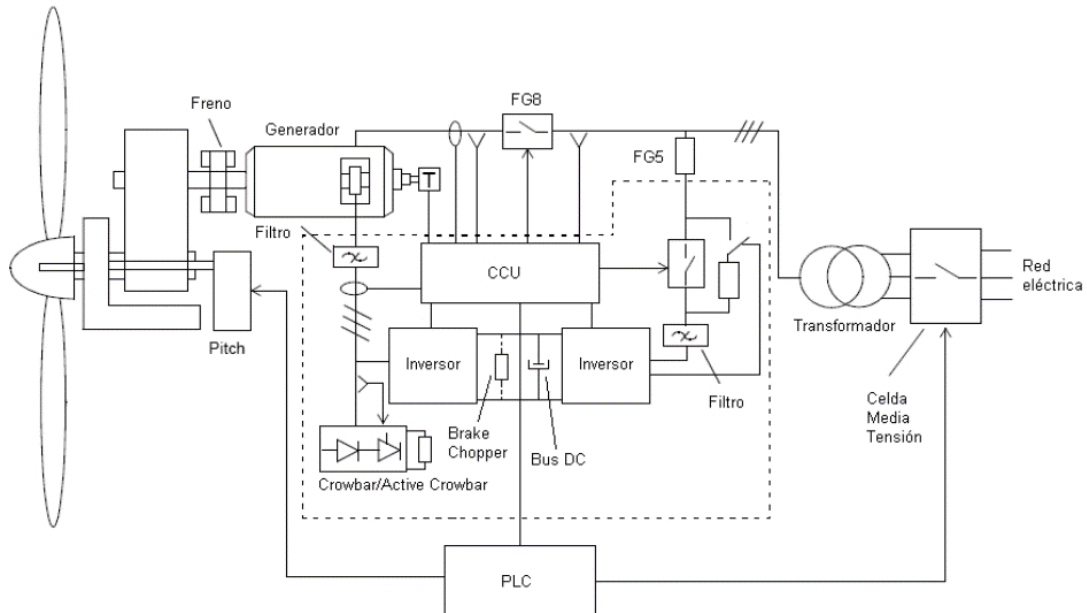 FG8
Freno
Generador
FG5
T
Filtro
CCU
Red
eléctrica
Transformador
Pitch
Inversor
Inversor
Filtro
Celda
Media
Tensión
Brake
Chopper
Bus DC
Crowbar/Active Crowbar
PLC